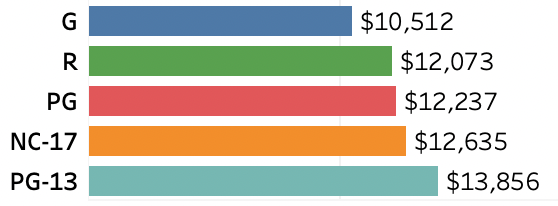 G $10,512
R $12,073
PG $12,237
NC-17 $12,635
PG-13 $13,856